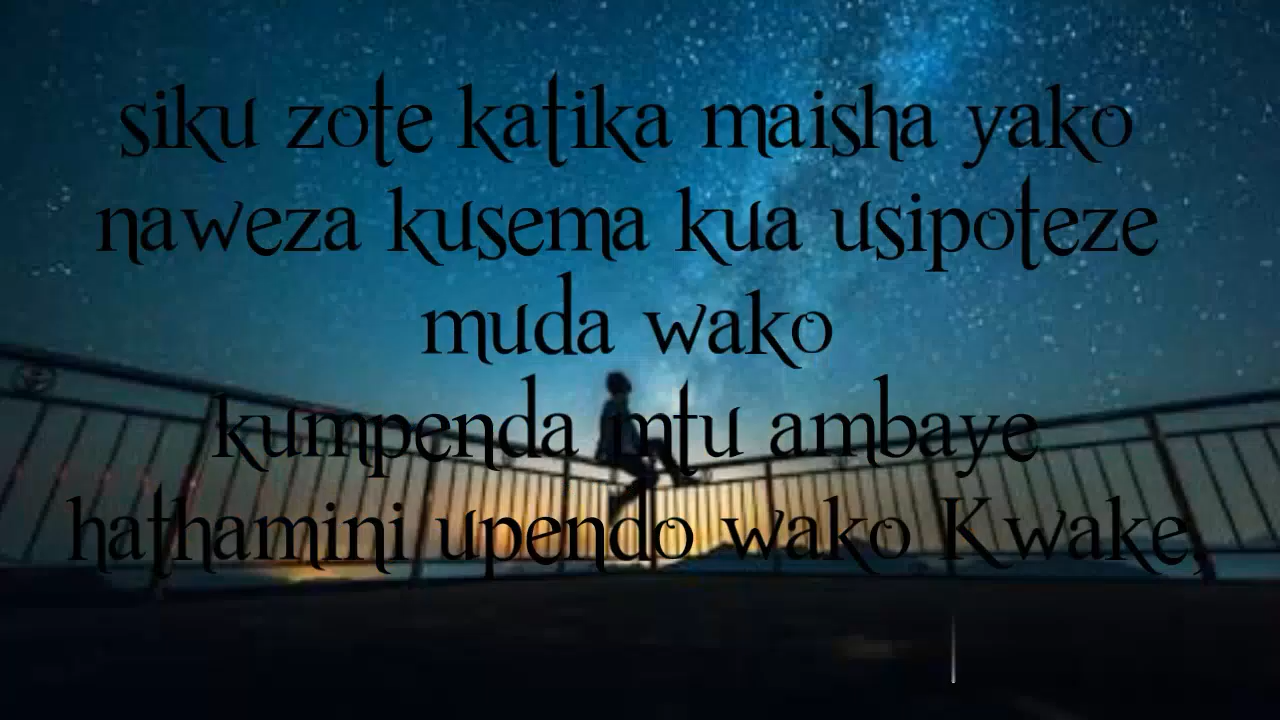 siku zote katika maisha yako
naweza kusema kua usipoteze
muda wako
kumpenda mtu ambaye
hathamini upendo wako Kwake,